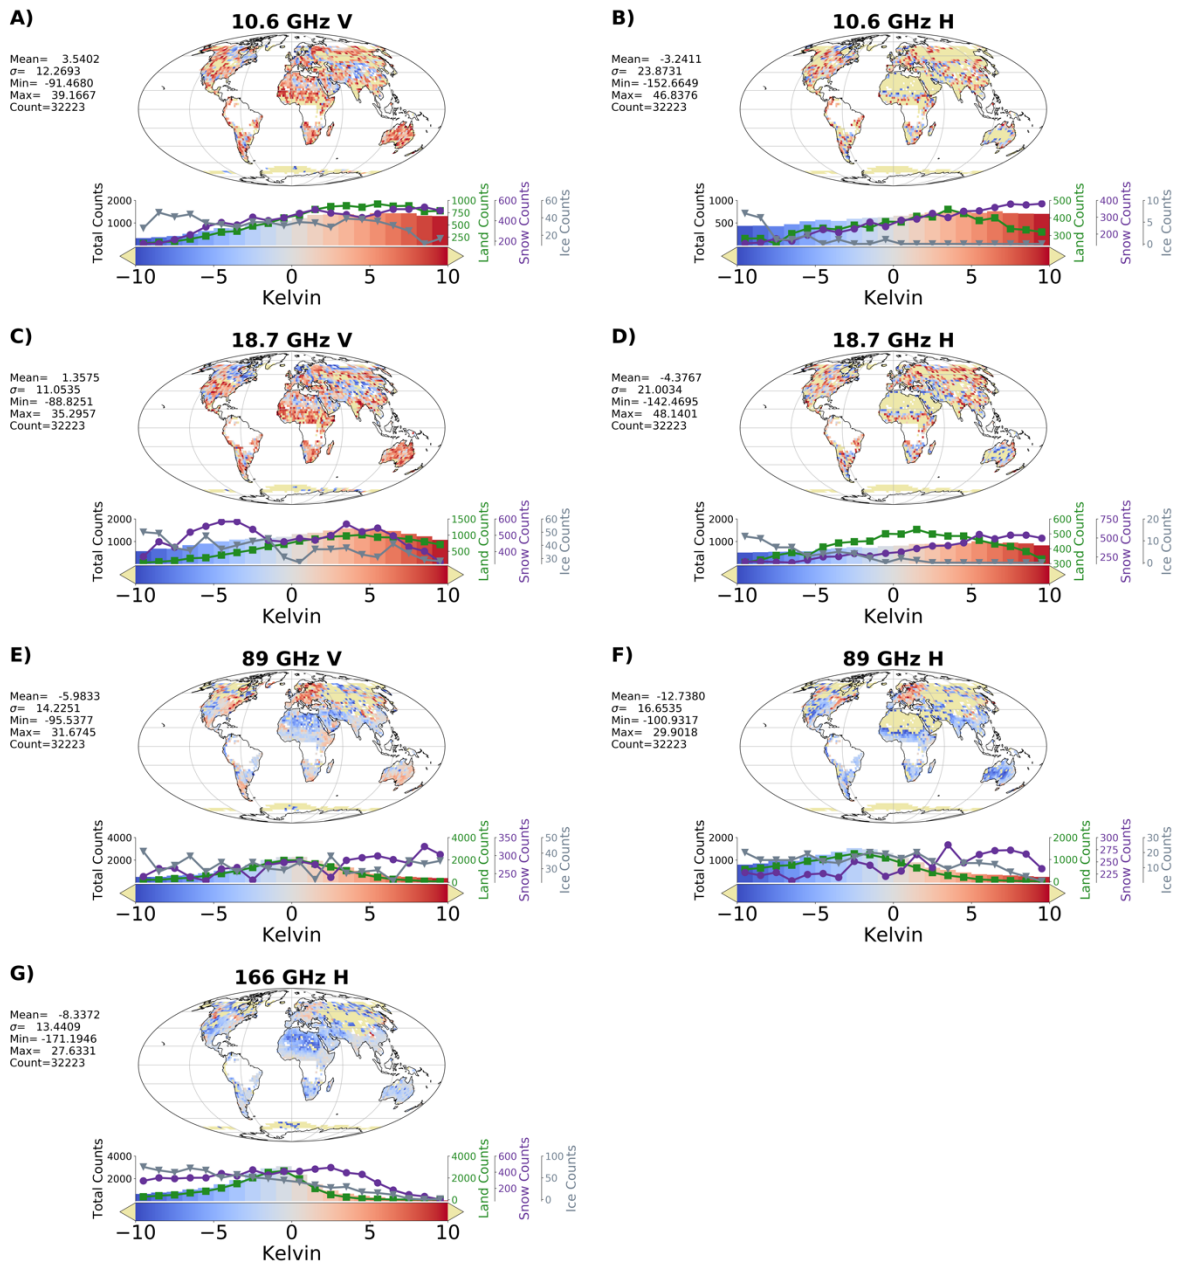 A)
10.6 GHz V
Mean= 3.5402
σ= 12.2693
Min= -91.4680
Max= 39.1667
Count=32223
Total Counts
2000
1000
1000
750
500
250
Land Counts
600
400
200
Snow Counts
60
40
20
Ice Counts
−10 −5 0 5 10
Kelvin
B)
10.6 GHz H
Mean= -3.2411
σ= 23.8731
Min= -152.6649
Max= 46.8376
Count=32223
Total Counts
1000
500
500
400
300
Land Counts
400
300
200
Snow Counts
10
5
0
Ice Counts
−10 −5 0 5 10
Kelvin
C)
18.7 GHz V
Mean= 1.3575
σ= 11.0535
Min= -88.8251
Max= 35.2957
Count=32223
Total Counts
2000
1000
1500
1000
500
Land Counts
600
500
400
Snow Counts
60
50
40
30
Ice Counts
−10 −5 0 5 10
Kelvin
D)
18.7 GHz H
Mean= -4.3767
σ= 21.0034
Min= -142.4695
Max= 48.1401
Count=32223
Total Counts
2000
1000
600
500
400
300
Land Counts
750
500
250
Snow Counts
20
10
0
Ice Counts
−10 −5 0 5 10
Kelvin
E)
89 GHz V
Mean= -5.9833
σ= 14.2251
Min= -95.5377
Max= 31.6745
Count=32223
Total Counts
4000
2000
0
4000
2000
0
Land Counts
350
300
250
Snow Counts
50
40
30
Ice Counts
−10 −5 0 5 10
Kelvin
F)
89 GHz H
Mean= -12.7380
σ= 16.6535
Min= -100.9317
Max= 29.9018
Count=32223
Total Counts
2000
1000
0
2000
1000
0
Land Counts
300
275
250
225
Snow Counts
30
20
10
Ice Counts
−10 −5 0 5 10
Kelvin
G)
166 GHz H
Mean= -8.3372
σ= 13.4409
Min= -171.1946
Max= 27.6331
Count=32223
Total Counts
4000
2000
0
4000
2000
0
Land Counts
600
400
200
Snow Counts
100
50
0
Ice Counts
−10 −5 0 5 10
Kelvin